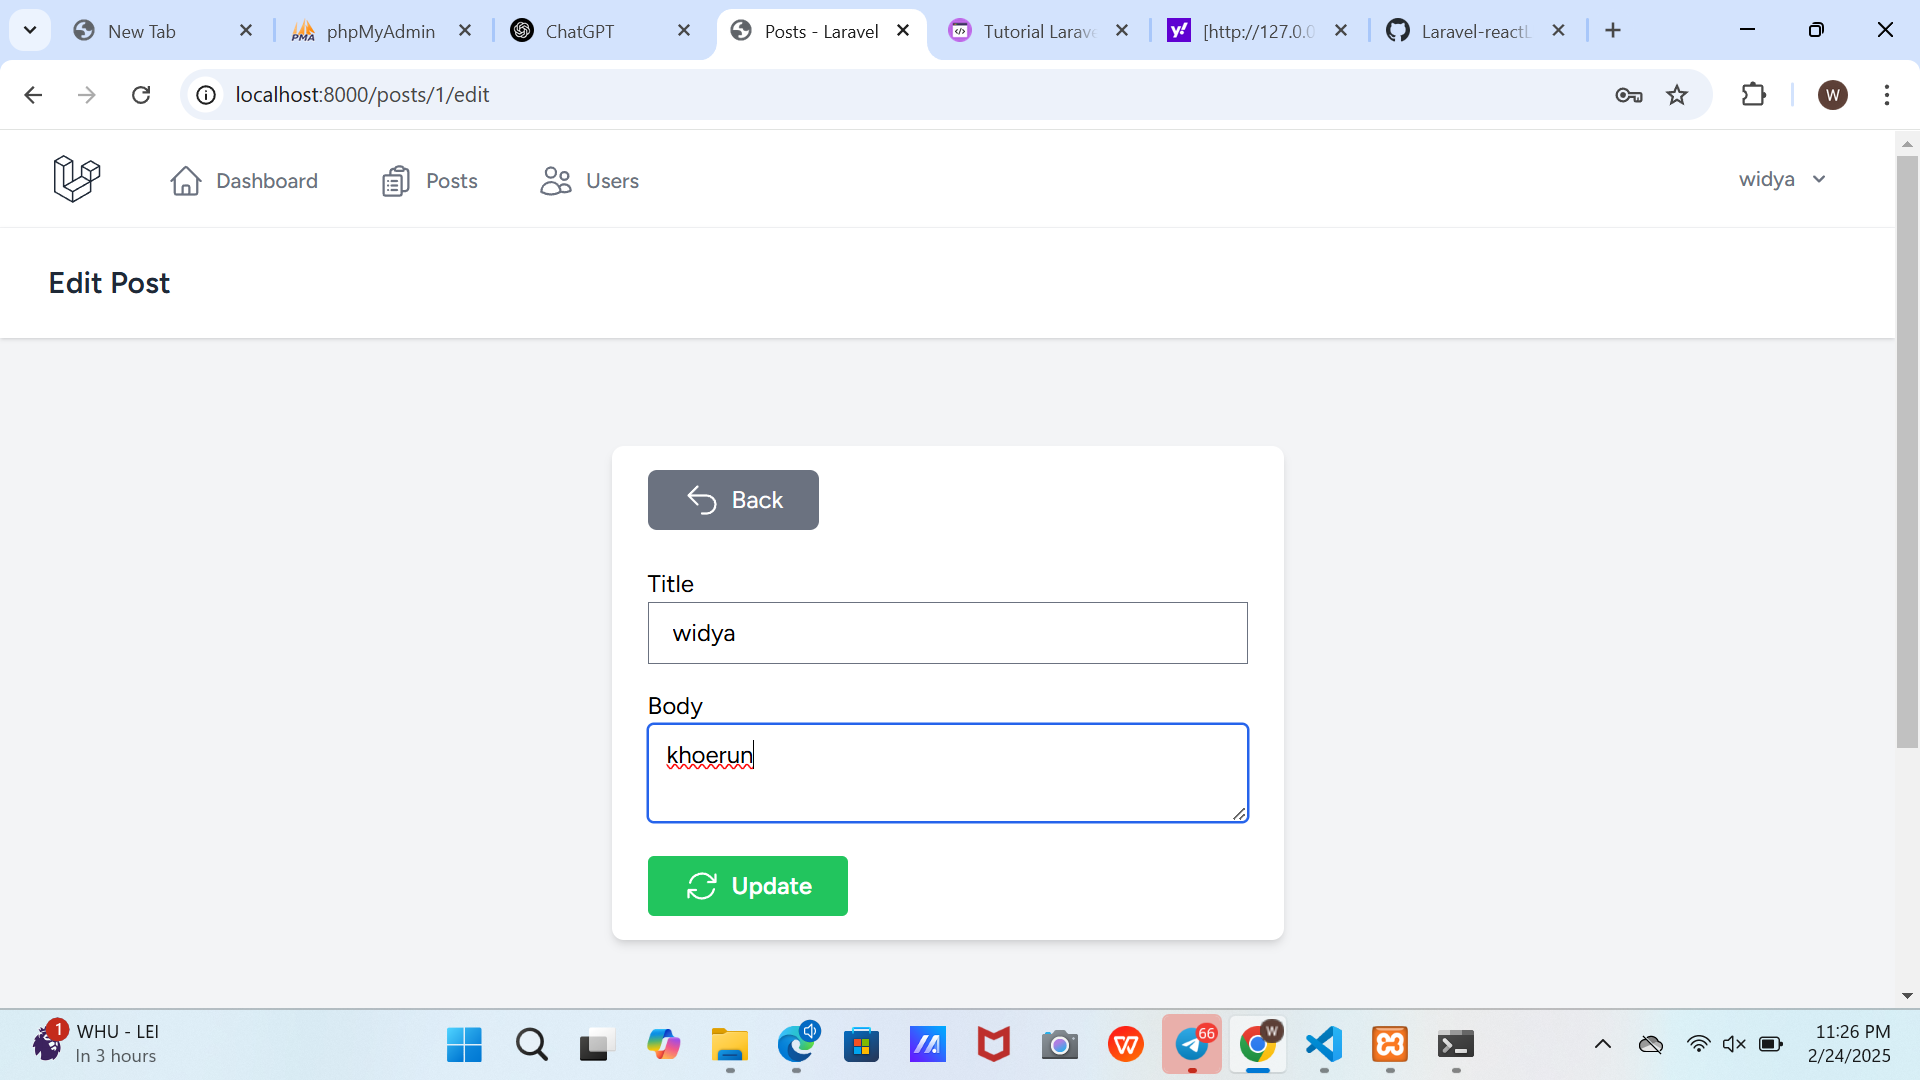 New Tab
phpMyAdmin
ChatGPT
Posts - Laravel
Tutorial Larave
[http://127.0.0
Laravel-reactL
localhost:8000/posts/1/edit
W
Dashboard
Posts
Users
widya
Edit Post
Back
Title
widya
Body
khoerun
Update
1
WHU - LEI
In 3 hours
66
W
11:26 PM
2/24/2025